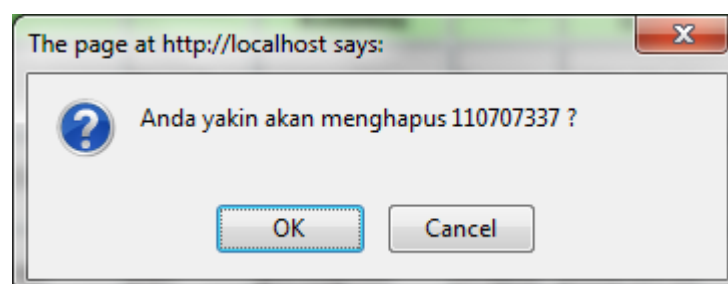 The page at http://localhost says:
Anda yakin akan menghapus 110707337 ?
OK
Cancel